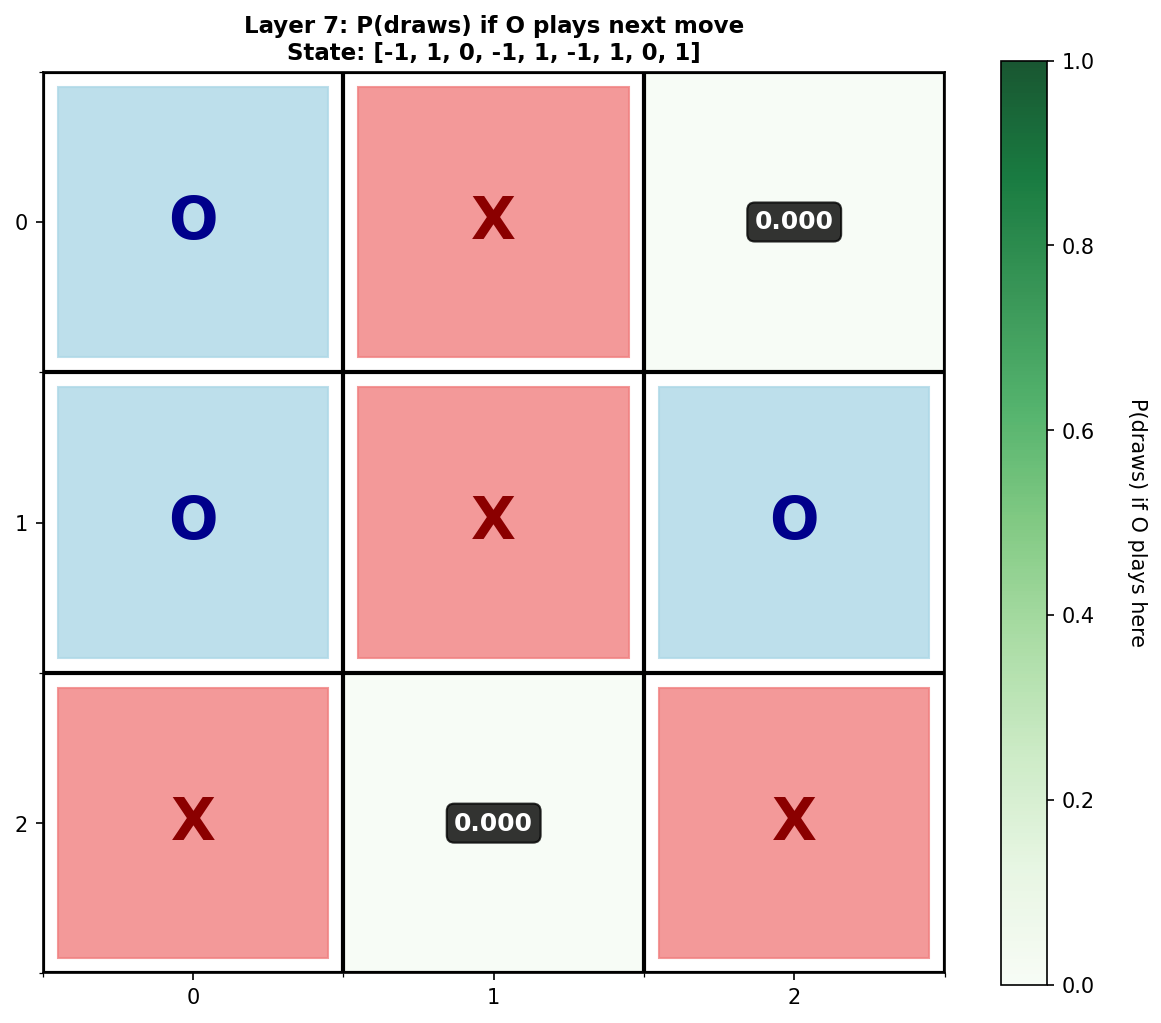 Layer 7: P(draws) if O plays next move
State: [-1, 1, 0, -1, 1, -1, 1, 0, 1]
1.0
0.8
0.6
0.4
0.2
0.0
P(draws) if O plays here
0
O
X
0.000
1
O
X
O
2
X
0.000
X
0
1
2